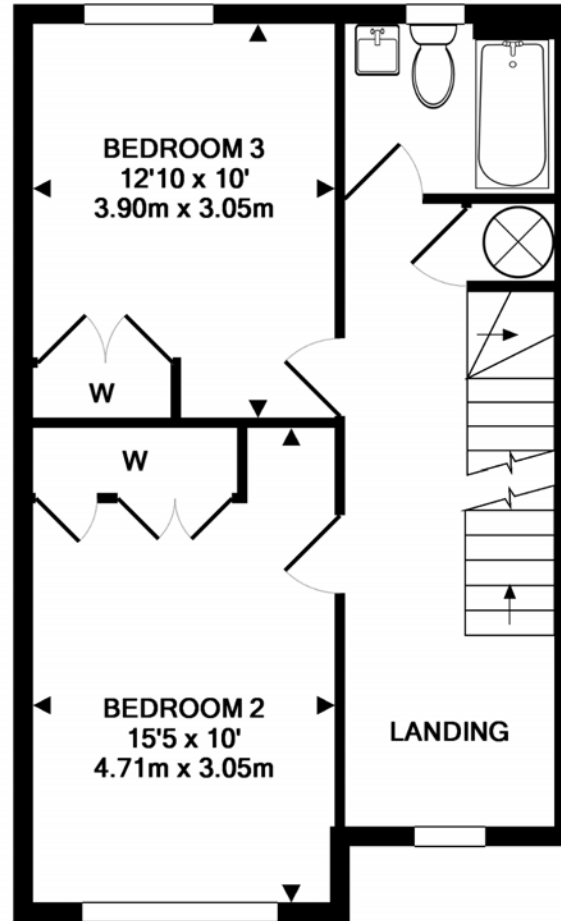 BEDROOM 3
12'10 x 10'
3.90m x 3.05m
W
W
BEDROOM 2
15'5 x 10'
4.71m x 3.05m
LANDING